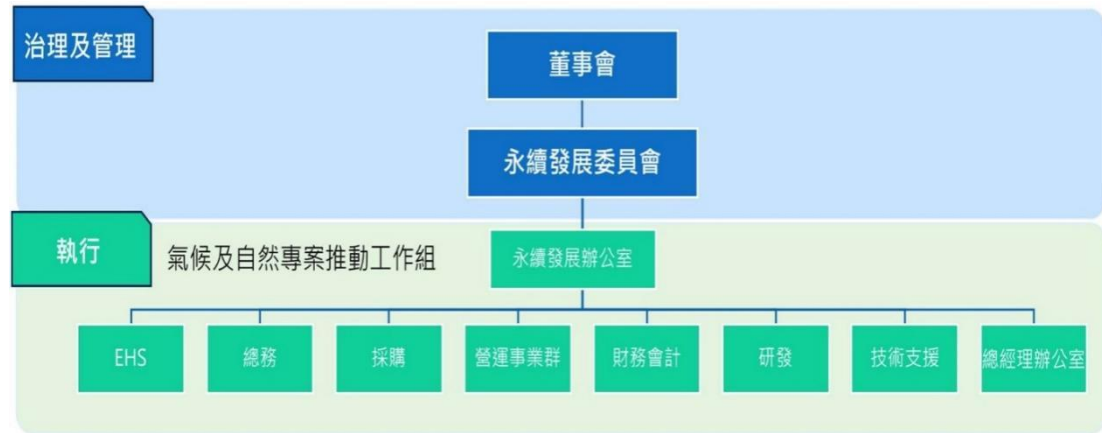 治理及管理
董事會
永續發展委員會
執行
氣候及自然專案推動工作組
永續發展辦公室
EHS
總務
採購
營運事業群
財務會計
研發
技術支援
總經理辦公室